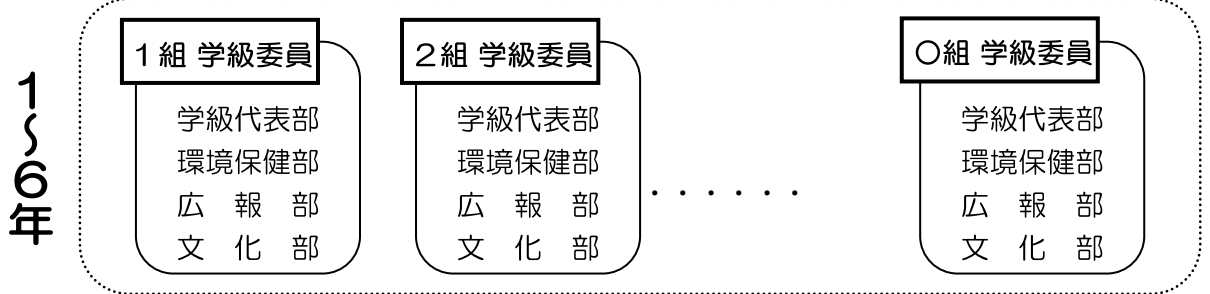 1~6年
1組 学級委員
学級代表部
環境保健部
広 報 部
文 化 部
2組 学級委員
学級代表部
環境保健部
広 報 部
文 化 部
・・・・・・
○組 学級委員
学級代表部
環境保健部
広 報 部
文 化 部